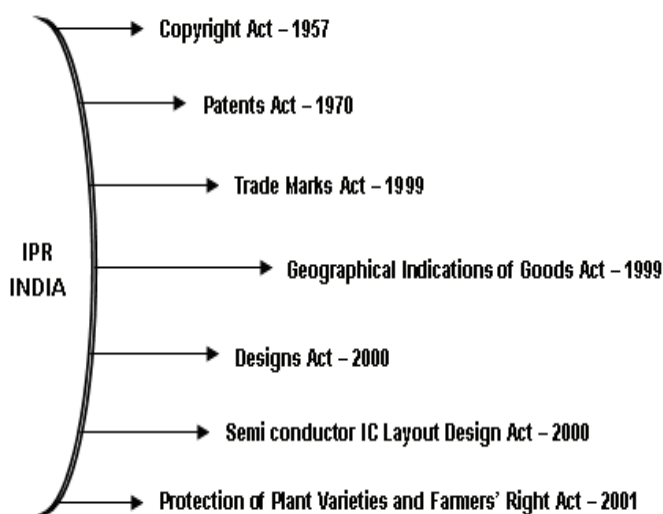 Copyright Act – 1957
Patents Act – 1970
Trade Marks Act – 1999
IPR
INDIA
Geographical Indications of Goods Act – 1999
Designs Act – 2000
Semi conductor IC Layout Design Act – 2000
Protection of Plant Varieties and Farmers' Right Act – 2001